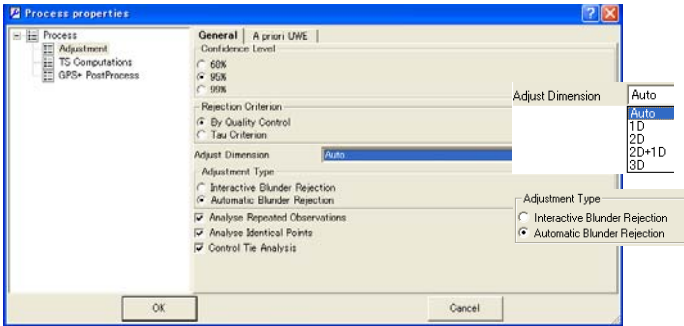 Process properties
Process
Adjustment
TS Computations
GPS+ PostProcess
General
A priori UWE
Confidence Level
68%
95%
99%
Rejection Criterion
By Quality Control
Tau Criterion
Adjust Dimension Auto
Adjustment Type
Interactive Blunder Rejection
Automatic Blunder Rejection
Analyse Repeated Observations
Analyse Identical Points
Control Tie Analysis
OK
Cancel
Adjust Dimension Auto
Auto
1D
2D
2D+1D
3D
Adjustment Type
Interactive Blunder Rejection
Automatic Blunder Rejection